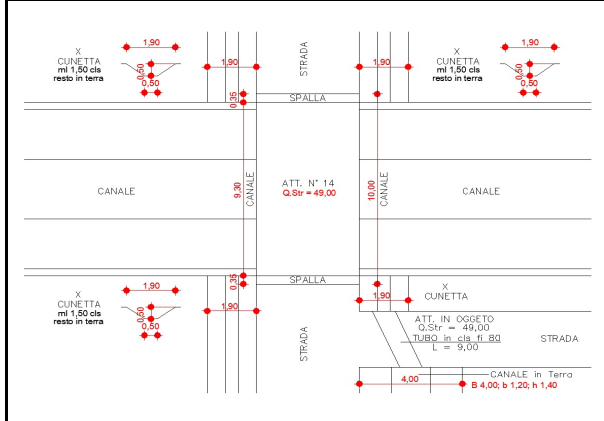 1,90
X
CUNETTA
ml 1,50 cls
resto in terra
0,50
0,50
1,90
STRADA
1,90
X
CUNETTA
ml 1,50 cls
resto in terra
1,90
0,50
0,50
0,35
SPALLA
CANALE
9,30
CANALE
ATT. N° 14
Q.Str = 49,00
10,00
CANALE
CANALE
0,35
SPALLA
X
CUNETTA
ml 1,50 cls
resto in terra
1,90
0,50
0,50
1,90
STRADA
1,90
X
CUNETTA
ATT. IN OGGETO
Q.Str = 49,00
TUBO in cls fi 80
L = 9,00
STRADA
4,00
CANALE in Terra
B 4,00; b 1,20; h 1,40